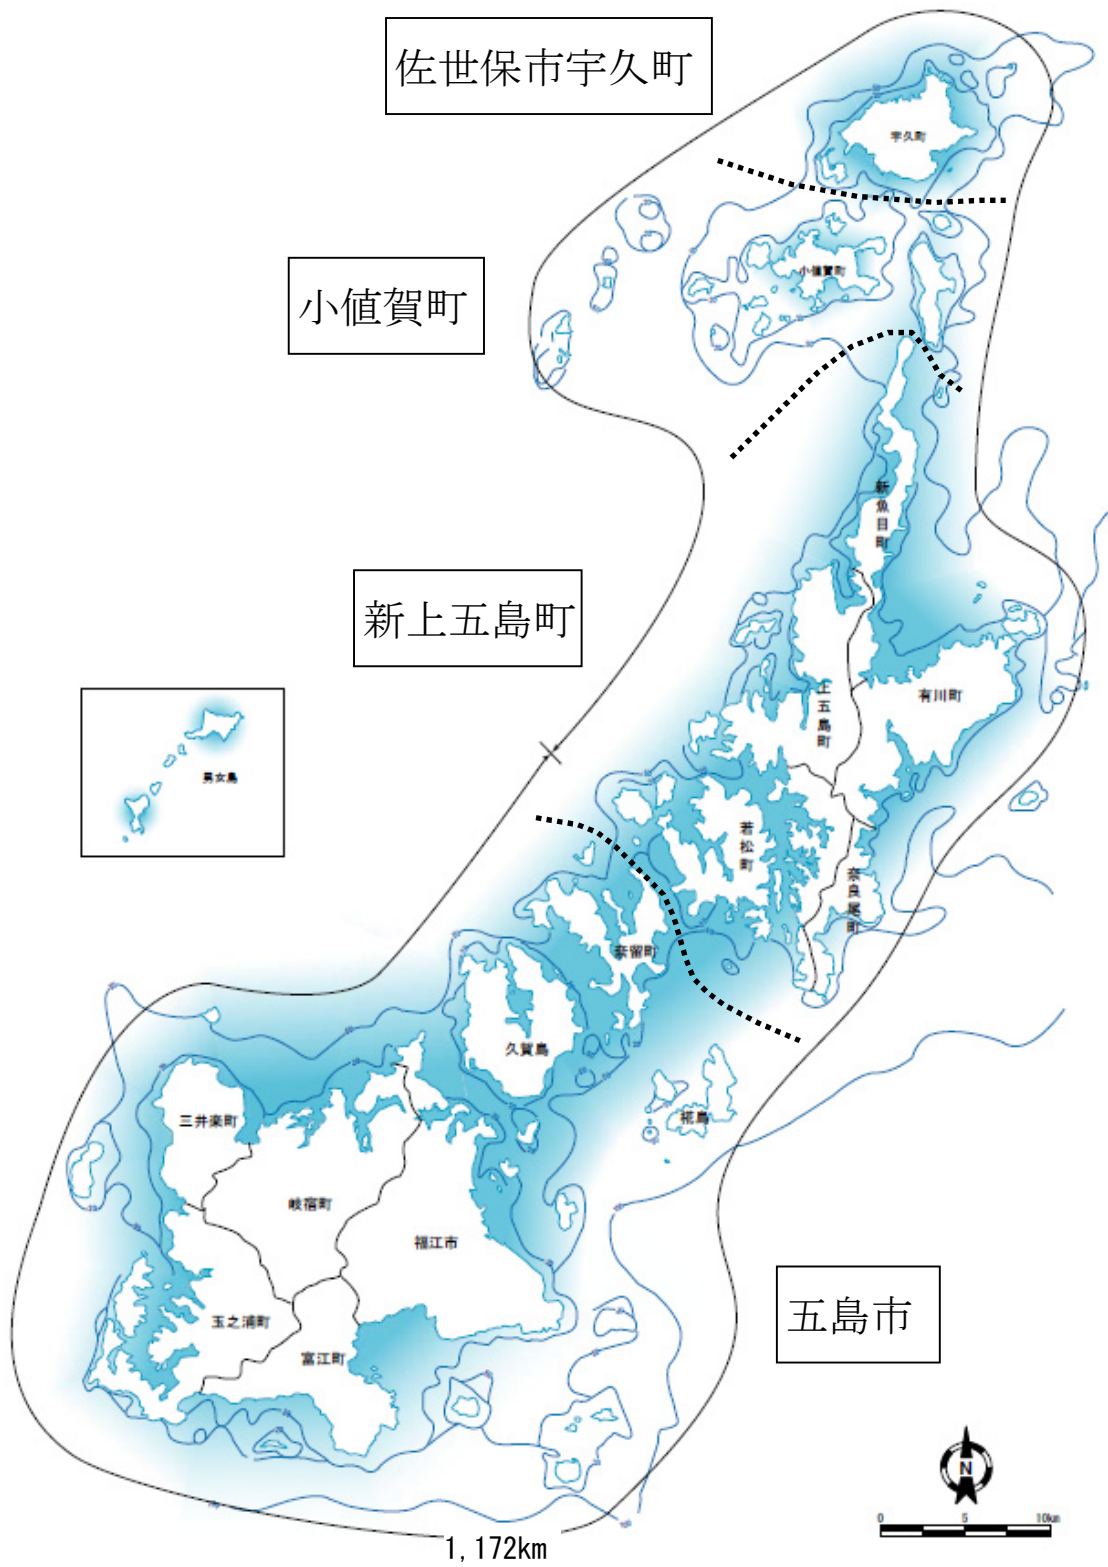 佐世保市宇久町
宇久町
小値賀町
小値賀町
新魚目町
新上五島町
有川町
上五島町
男女島
若松町
奈良尾町
奈留町
久賀島
椛島
三井楽町
岐宿町
福江市
玉之浦町
富江町
五島市
N
0 5 10km
1,172km